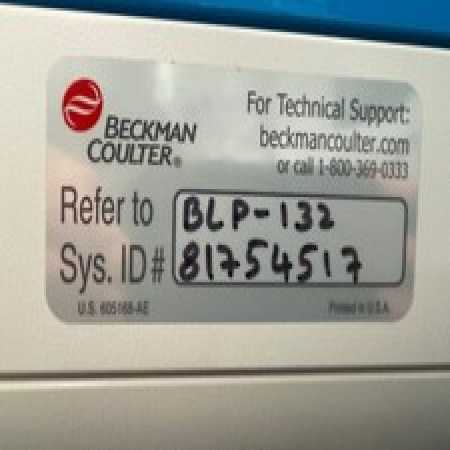 BECKMAN
COULTER®
For Technical Support:
beckmancoulter.com
or call 1-800-369-0333
Refer to BLP-132
Sys. ID# 81754517
U.S. 605168-AE
Printed in U.S.A.